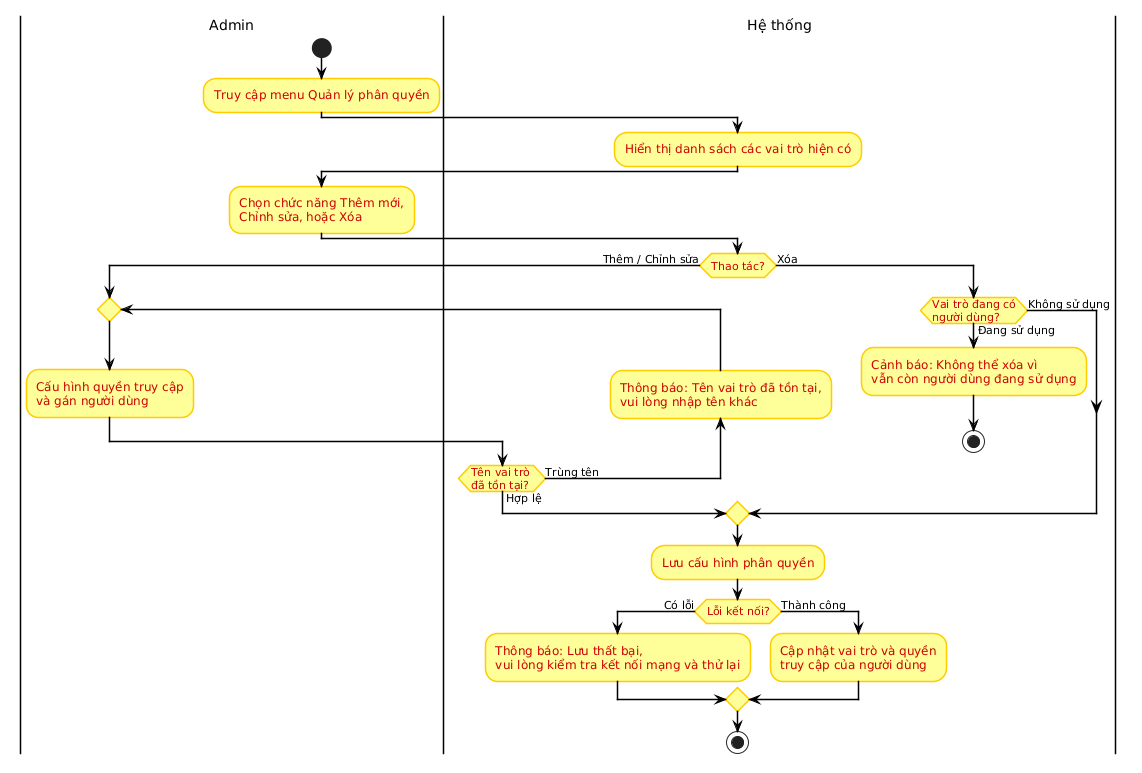 Admin
Hệ thống
Truy cập menu Quản lý phân quyền
Hiển thị danh sách các vai trò hiện có
Chọn chức năng Thêm mới,
Chỉnh sửa, hoặc Xóa
Thêm / Chỉnh sửa
Thao tác?
Xóa
Vai trò đang có
người dùng?
Không sử dụng
Đang sử dụng
Cảnh báo: Không thể xóa vì
vẫn còn người dùng đang sử dụng
Cấu hình quyền truy cập
và gán người dùng
Thông báo: Tên vai trò đã tồn tại,
vui lòng nhập tên khác
Tên vai trò
đã tồn tại?
Trùng tên
Hợp lệ
Lưu cấu hình phân quyền
Có lỗi
Lỗi kết nối?
Thành công
Thông báo: Lưu thất bại,
vui lòng kiểm tra kết nối mạng và thử lại
Cập nhật vai trò và quyền
truy cập của người dùng